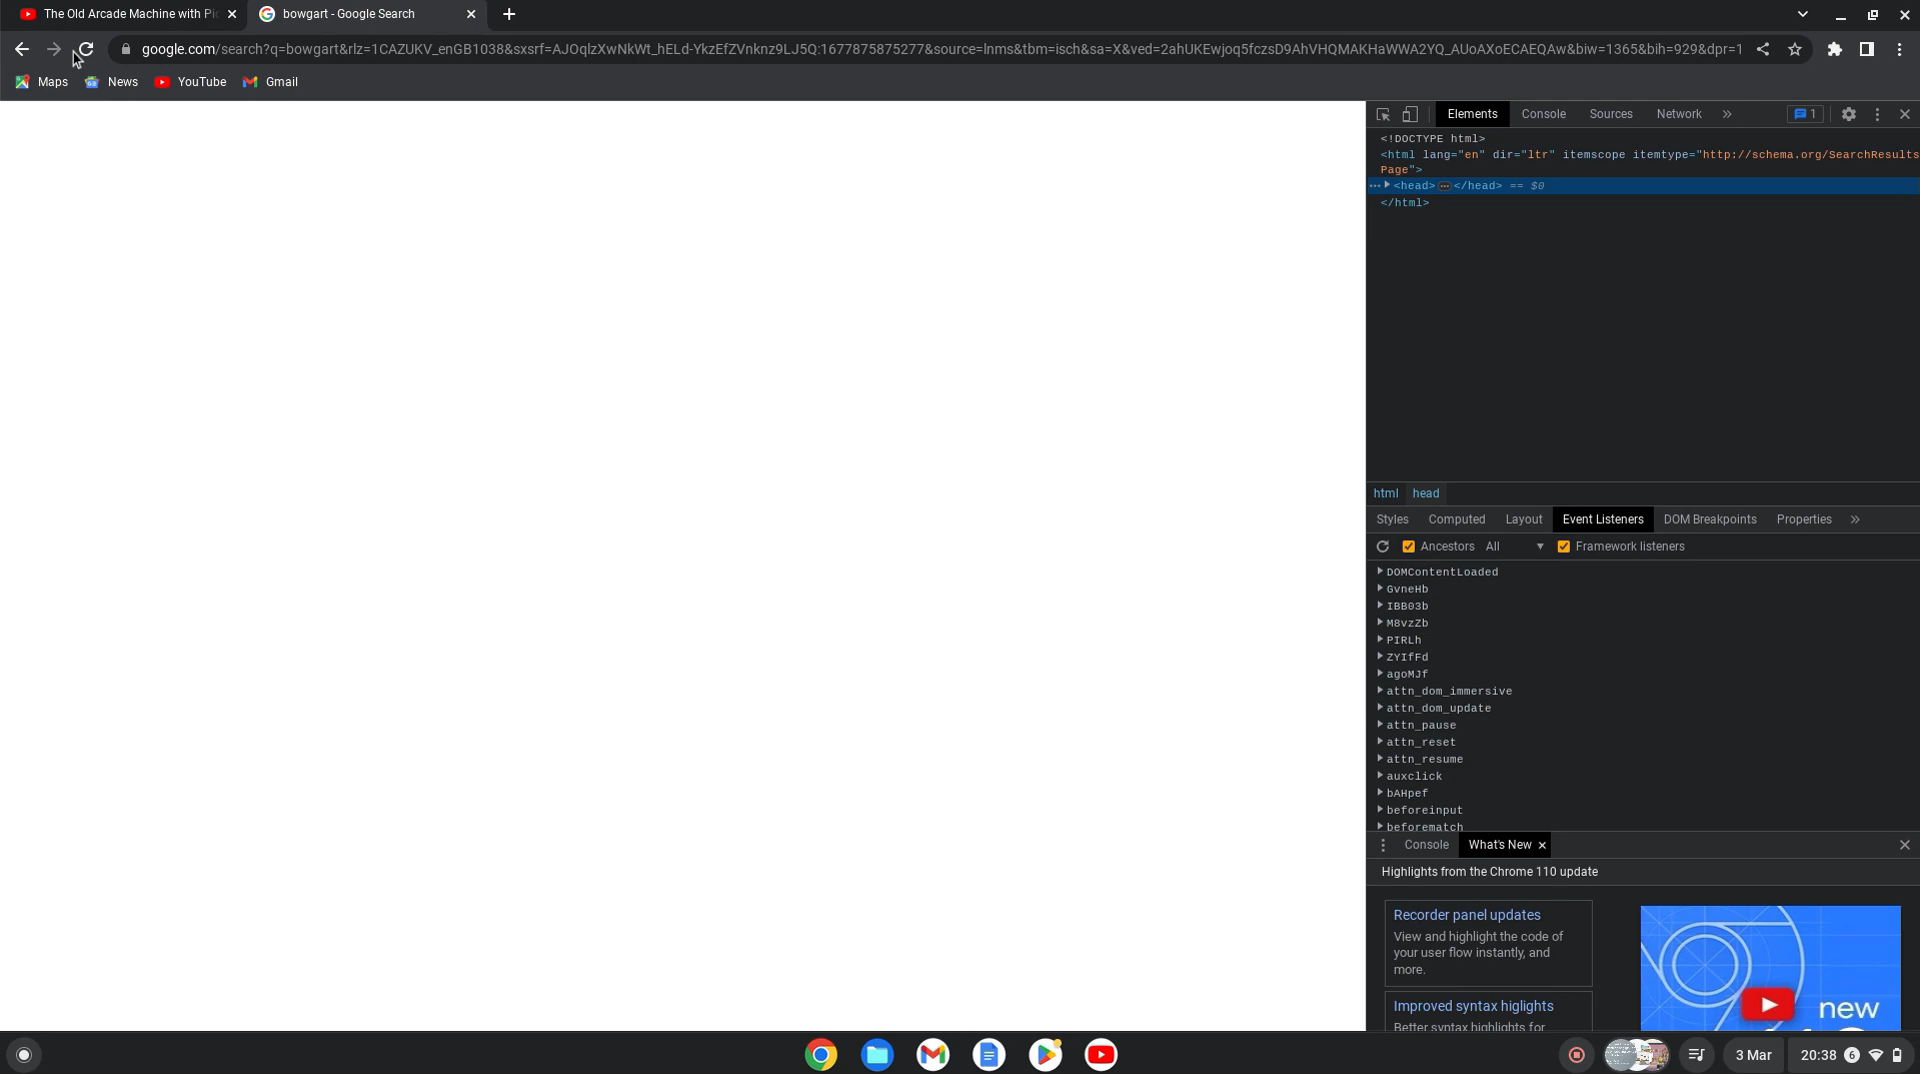 The Old Arcade Machine with Pi
bowgart - Google Search
google.com/search?q=bowgart&rlz=1CAZUKV_enGB1038&sxsrf=AJOqlzXwNkWt_hELd-YkzEfZVnknz9LJ5Q:1677875875277&source=lnms&tbm=isch&sa=X&ved=2ahUKEwjoq5fczsD9AhVHQMAKHaWWA2YQ_AUoAXoECAEQAw&biw=1365&bih=929&dpr=1
Maps News YouTube Gmail
Elements Console Sources Network » 1
<!DOCTYPE html>
<html lang="en" dir="ltr" itemscope itemtype="http://schema.org/SearchResults
Page">
<head>…</head> == $0
</html>
html head
Styles Computed Layout Event Listeners DOM Breakpoints Properties »
Ancestors All Framework listeners
DOMContentLoaded
GvneHb
IBB03b
M8vzZb
PIRLh
ZYIfFd
agoMJf
attn_dom_immersive
attn_dom_update
attn_pause
attn_reset
attn_resume
auxclick
bAHpef
beforeinput
beforematch
Console What's New
Highlights from the Chrome 110 update
Recorder panel updates
View and highlight the code of
your user flow instantly, and
more.
Improved syntax higlights
Better syntax highlights for
new
3 Mar 20:38 6